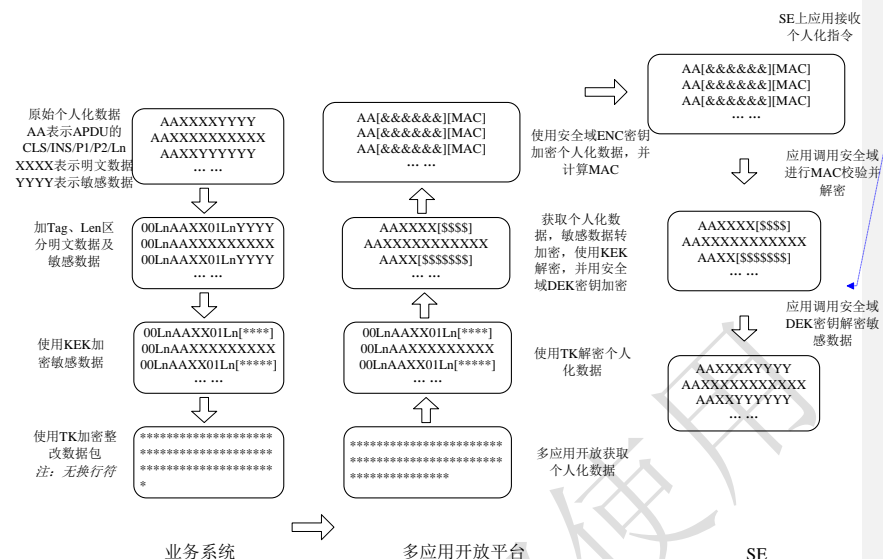 原始个人化数据
AA表示APDU的
CLS/INS/P1/P2/Ln
XXXX表示明文数据
YYYY表示敏感数据
AAXXXXYYYY
AAXXXXXXXXXX
AAXXYYYYYY
... ...
加Tag、Len区
分明文数据及
敏感数据
00LnAAXX01LnYYYY
00LnAAXXXXXXXXX
00LnAAXX01LnYYYY
... ...
使用KEK加
密敏感数据
00LnAAXX01Ln[****]
00LnAAXXXXXXXXX
00LnAAXX01Ln[*****]
... ...
使用TK加密整
改数据包
注：无换行符
********************
********************
********************
*
业务系统
AA[&&&&&&][MAC]
AA[&&&&&&][MAC]
AA[&&&&&&][MAC]
... ...
使用安全域ENC密钥
加密个人化数据，并
计算MAC
AAXXXX[$$$$]
AAXXXXXXXXXXXX
AAXX[$$$$$$$]
... ...
获取个人化数
据，敏感数据转
加密，使用KEK
解密，并用安全
域DEK密钥加密
00LnAAXX01Ln[****]
00LnAAXXXXXXXXX
00LnAAXX01Ln[*****]
... ...
使用TK解密个人
化数据
***********************
***********************
***************
多应用开放获取
个人化数据
多应用开放平台
SE上应用接收
个人化指令
AA[&&&&&&][MAC]
AA[&&&&&&][MAC]
AA[&&&&&&][MAC]
... ...
应用调用安全域
进行MAC校验并
解密
AAXXXX[$$$$]
AAXXXXXXXXXXXX
AAXX[$$$$$$$]
... ...
应用调用安全域
DEK密钥解密敏
感数据
AAXXXXYYYY
AAXXXXXXXXXXXX
AAXXYYYYYY
... ...
SE
使用